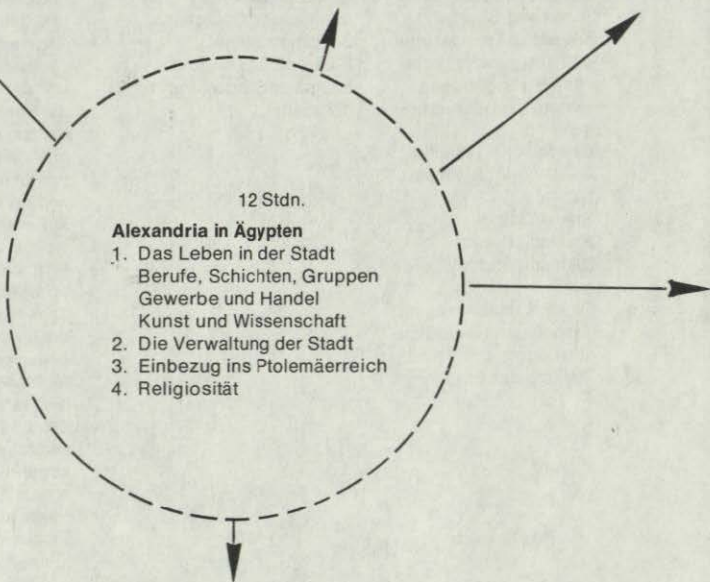 12 Stdn.
Alexandria in Ägypten
1. Das Leben in der Stadt
Berufe, Schichten, Gruppen
Gewerbe und Handel
Kunst und Wissenschaft
2. Die Verwaltung der Stadt
3. Einbezug ins Ptolemäerreich
4. Religiosität